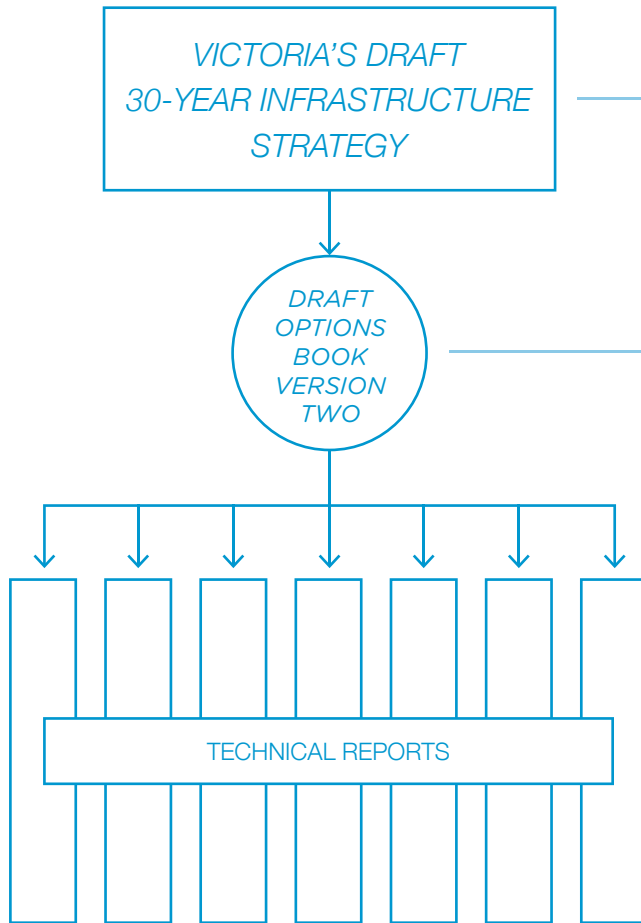 VICTORIA'S DRAFT
30-YEAR INFRASTRUCTURE
STRATEGY
DRAFT
OPTIONS
BOOK
VERSION
TWO
TECHNICAL REPORTS